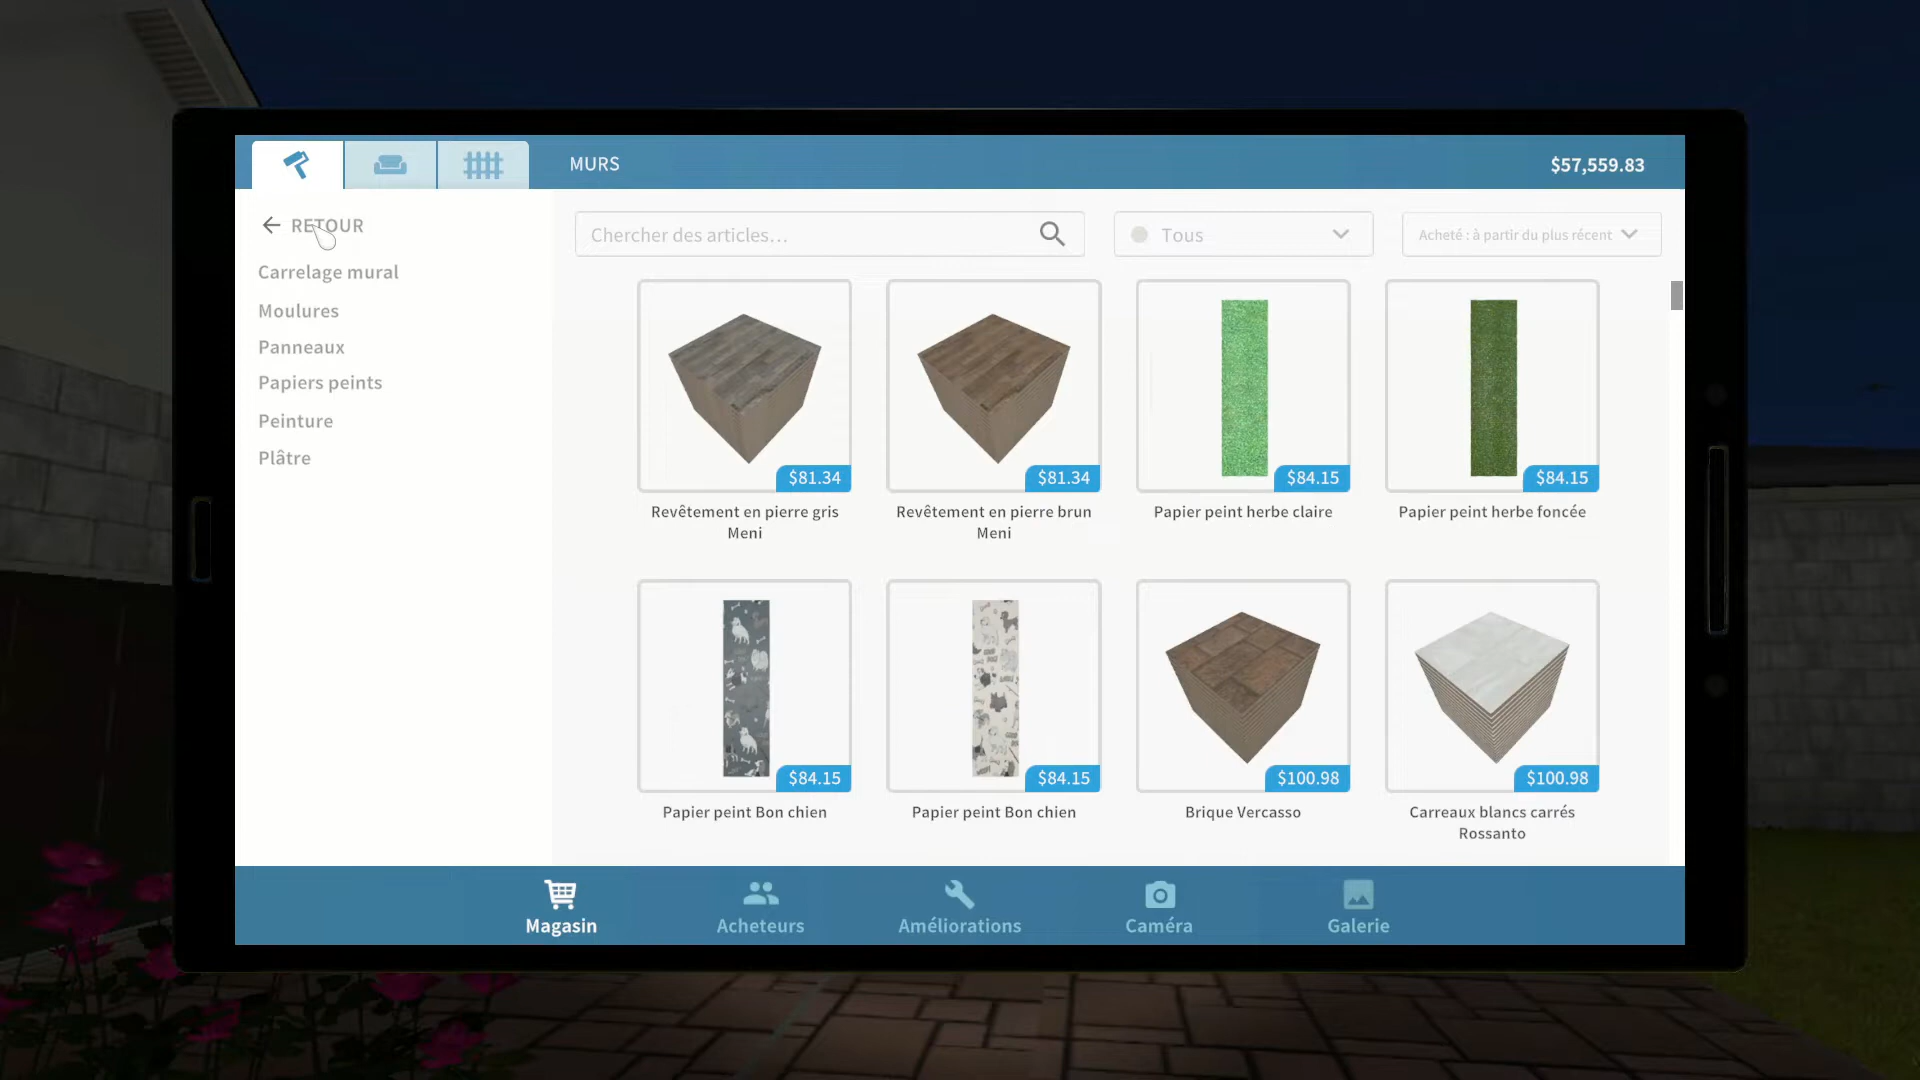 MURS
$57,559.83
RETOUR
Carrelage mural
Moulures
Panneaux
Papiers peints
Peinture
Plâtre
Chercher des articles...
Tous
Acheté : à partir du plus récent
$81.34
$81.34
$84.15
$84.15
Revêtement en pierre gris
Meni
Revêtement en pierre brun
Meni
Papier peint herbe claire
Papier peint herbe foncée
$84.15
$84.15
$100.98
$100.98
Papier peint Bon chien
Papier peint Bon chien
Brique Vercasso
Carreaux blancs carrés
Rossanto
Magasin
Acheteurs
Améliorations
Caméra
Galerie